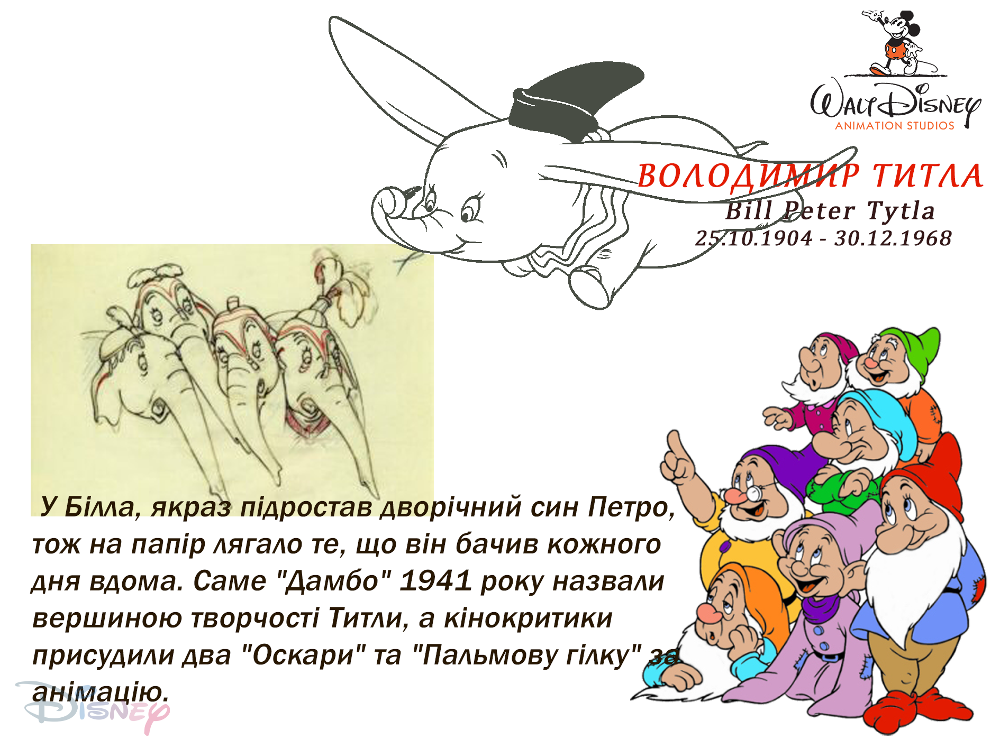 WALT DISNEY
ANIMATION STUDIOS
ВОЛОДИМИР ТИТЛА
Bill Peter Tytla
25.10.1904 - 30.12.1968
У Білла, якраз підростав дворічний син Петро,
тож на папір лягало те, що він бачив кожного
дня вдома. Саме "Дамбо" 1941 року назвали
вершиною творчості Титли, а кінокритики
присудили два "Оскари" та "Пальмову гілку" за
анімацію.
DISNEY